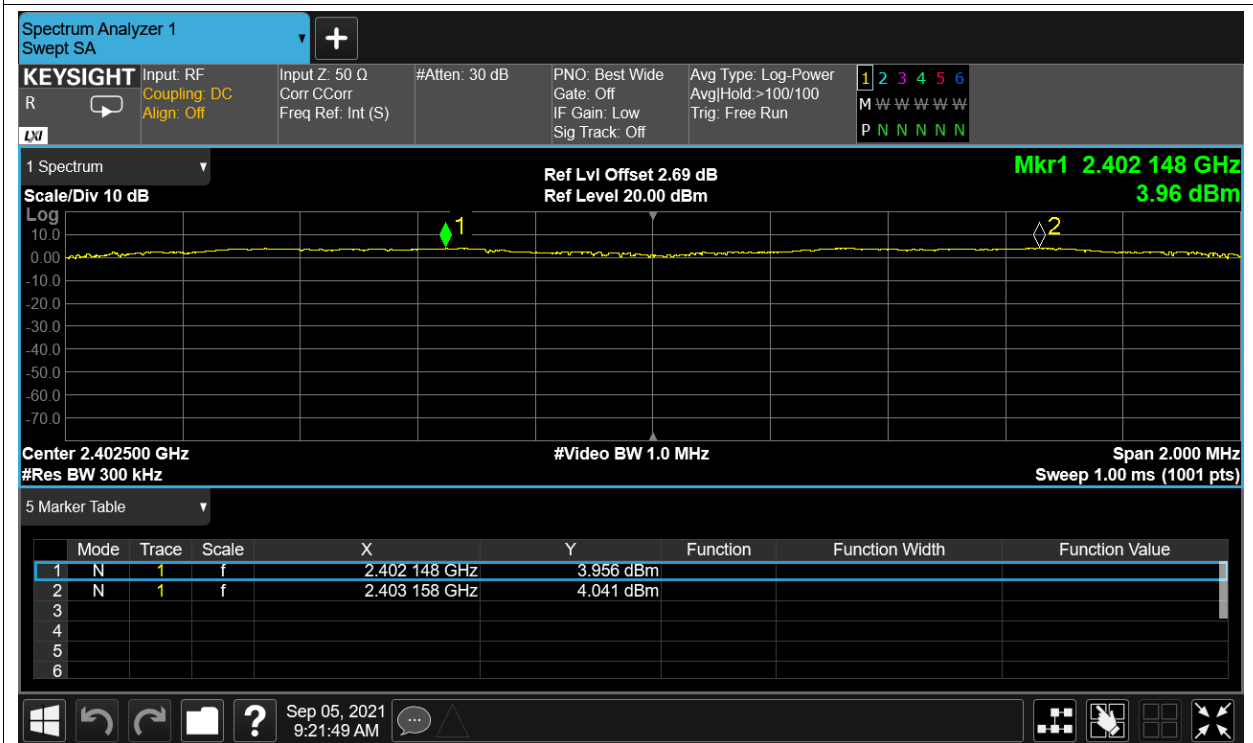 Spectrum Analyzer 1
Swept SA
+
KEYSIGHT
R
LXI
Input: RF
Coupling: DC
Align: Off
Input Z: 50 Ω
Corr CCorr
Freq Ref: Int (S)
#Atten: 30 dB
PNO: Best Wide
Gate: Off
IF Gain: Low
Sig Track: Off
Avg Type: Log-Power
Avg|Hold:>100/100
Trig: Free Run
1 2 3 4 5 6
M W W W W W
P N N N N N
1 Spectrum
Scale/Div 10 dB
Ref Lvl Offset 2.69 dB
Ref Level 20.00 dBm
Mkr1 2.402 148 GHz
3.96 dBm
Log
10.0
0.00
-10.0
-20.0
-30.0
-40.0
-50.0
-60.0
-70.0
1
2
Center 2.402500 GHz
#Res BW 300 kHz
#Video BW 1.0 MHz
Span 2.000 MHz
Sweep 1.00 ms (1001 pts)
5 Marker Table
Mode Trace Scale X Y Function Function Width Function Value
1 N 1 f 2.402 148 GHz 3.956 dBm
2 N 1 f 2.403 158 GHz 4.041 dBm
3
4
5
6
?
Sep 05, 2021
9:21:49 AM